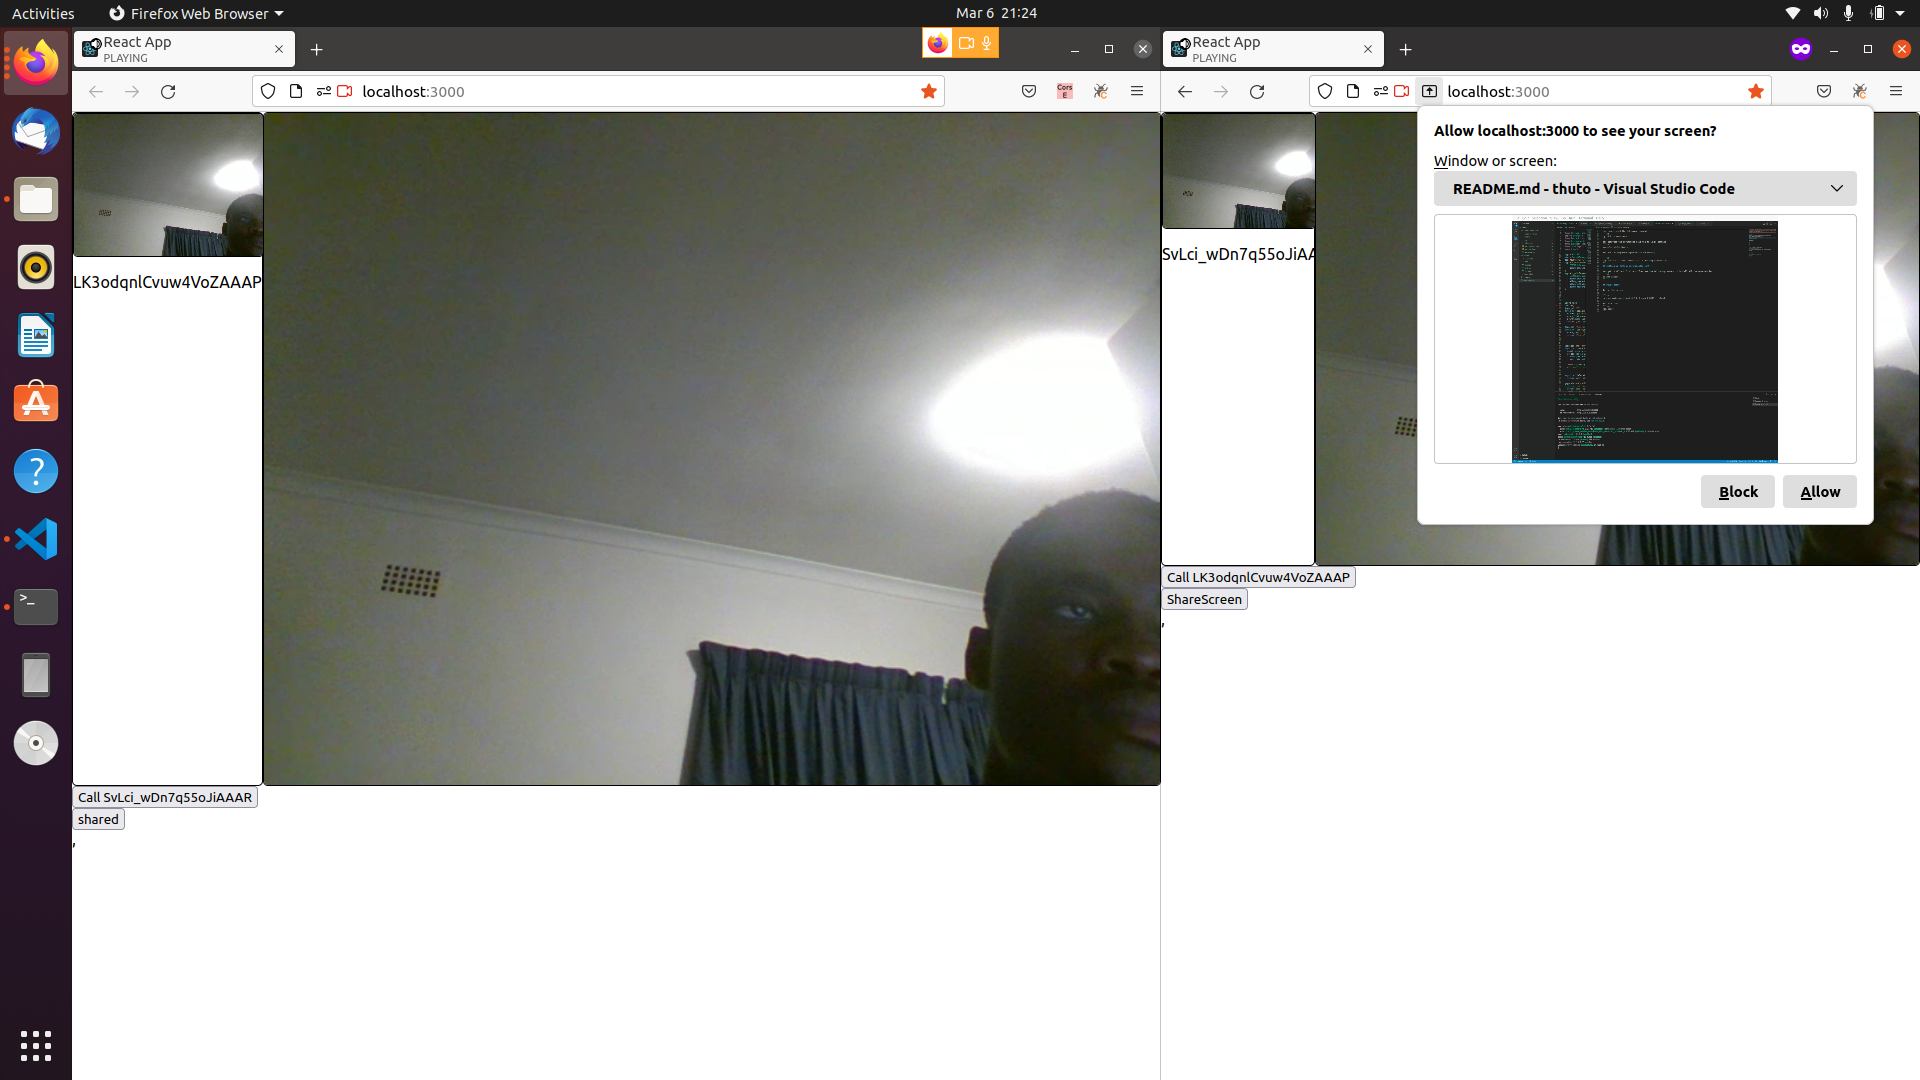 Activities
Firefox Web Browser
Mar 6 21:24
React App
PLAYING
localhost:3000
Cors
E
LK3odqnlCvuw4VoZAAAP
Call SvLci_wDn7q55oJiAAAR
shared
,
React App
PLAYING
localhost:3000
Allow localhost:3000 to see your screen?
Window or screen:
README.md - thuto - Visual Studio Code
Block
Allow
SvLci_wDn7q55oJiAA
Call LK3odqnlCvuw4VoZAAAP
ShareScreen
,